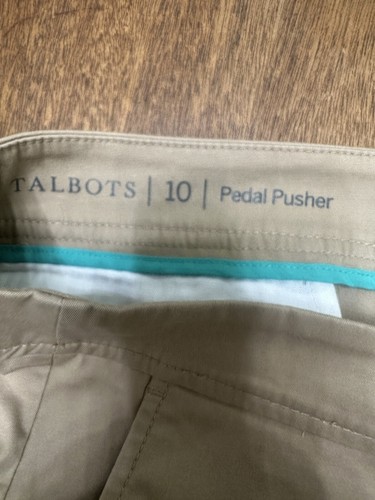 TALBOTS | 10 | Pedal Pusher